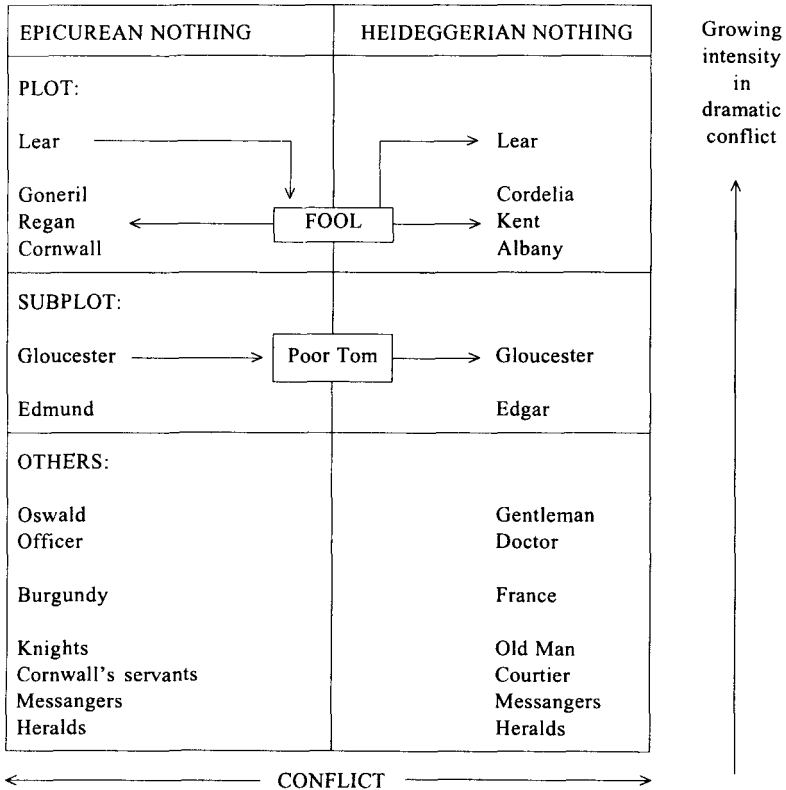 EPICUREAN NOTHING
HEIDEGGERIAN NOTHING
PLOT:
Lear
Lear
Goneril
Cordelia
Regan
FOOL
Kent
Cornwall
Albany
SUBPLOT:
Gloucester
Poor Tom
Gloucester
Edmund
Edgar
OTHERS:
Oswald
Gentleman
Officer
Doctor
Burgundy
France
Knights
Old Man
Cornwall's servants
Courtier
Messangers
Messangers
Heralds
Heralds
CONFLICT
Growing
intensity
in
dramatic
conflict